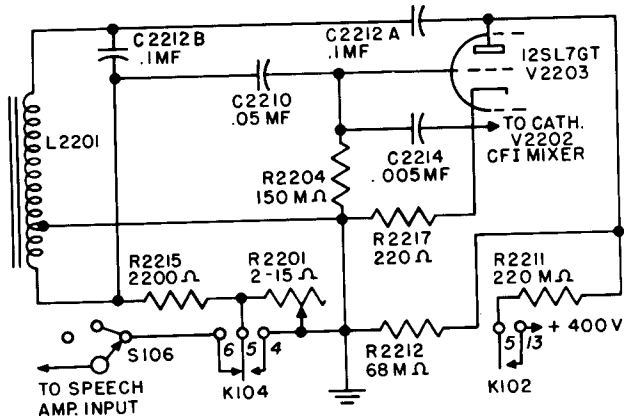 C2212B
.1MF
C2212A
.1MF
12SL7GT
V2203
C2210
.05 MF
L2201
TO CATH.
V2202
CFI MIXER
C2214
.005MF
R2204
150 MΩ
R2217
220 Ω
R2215
2200 Ω
R2201
2-15 Ω
R2211
220 MΩ
S106
6
5
4
K104
R2212
68 MΩ
5
13
+ 400 V
K102
TO SPEECH
AMP. INPUT